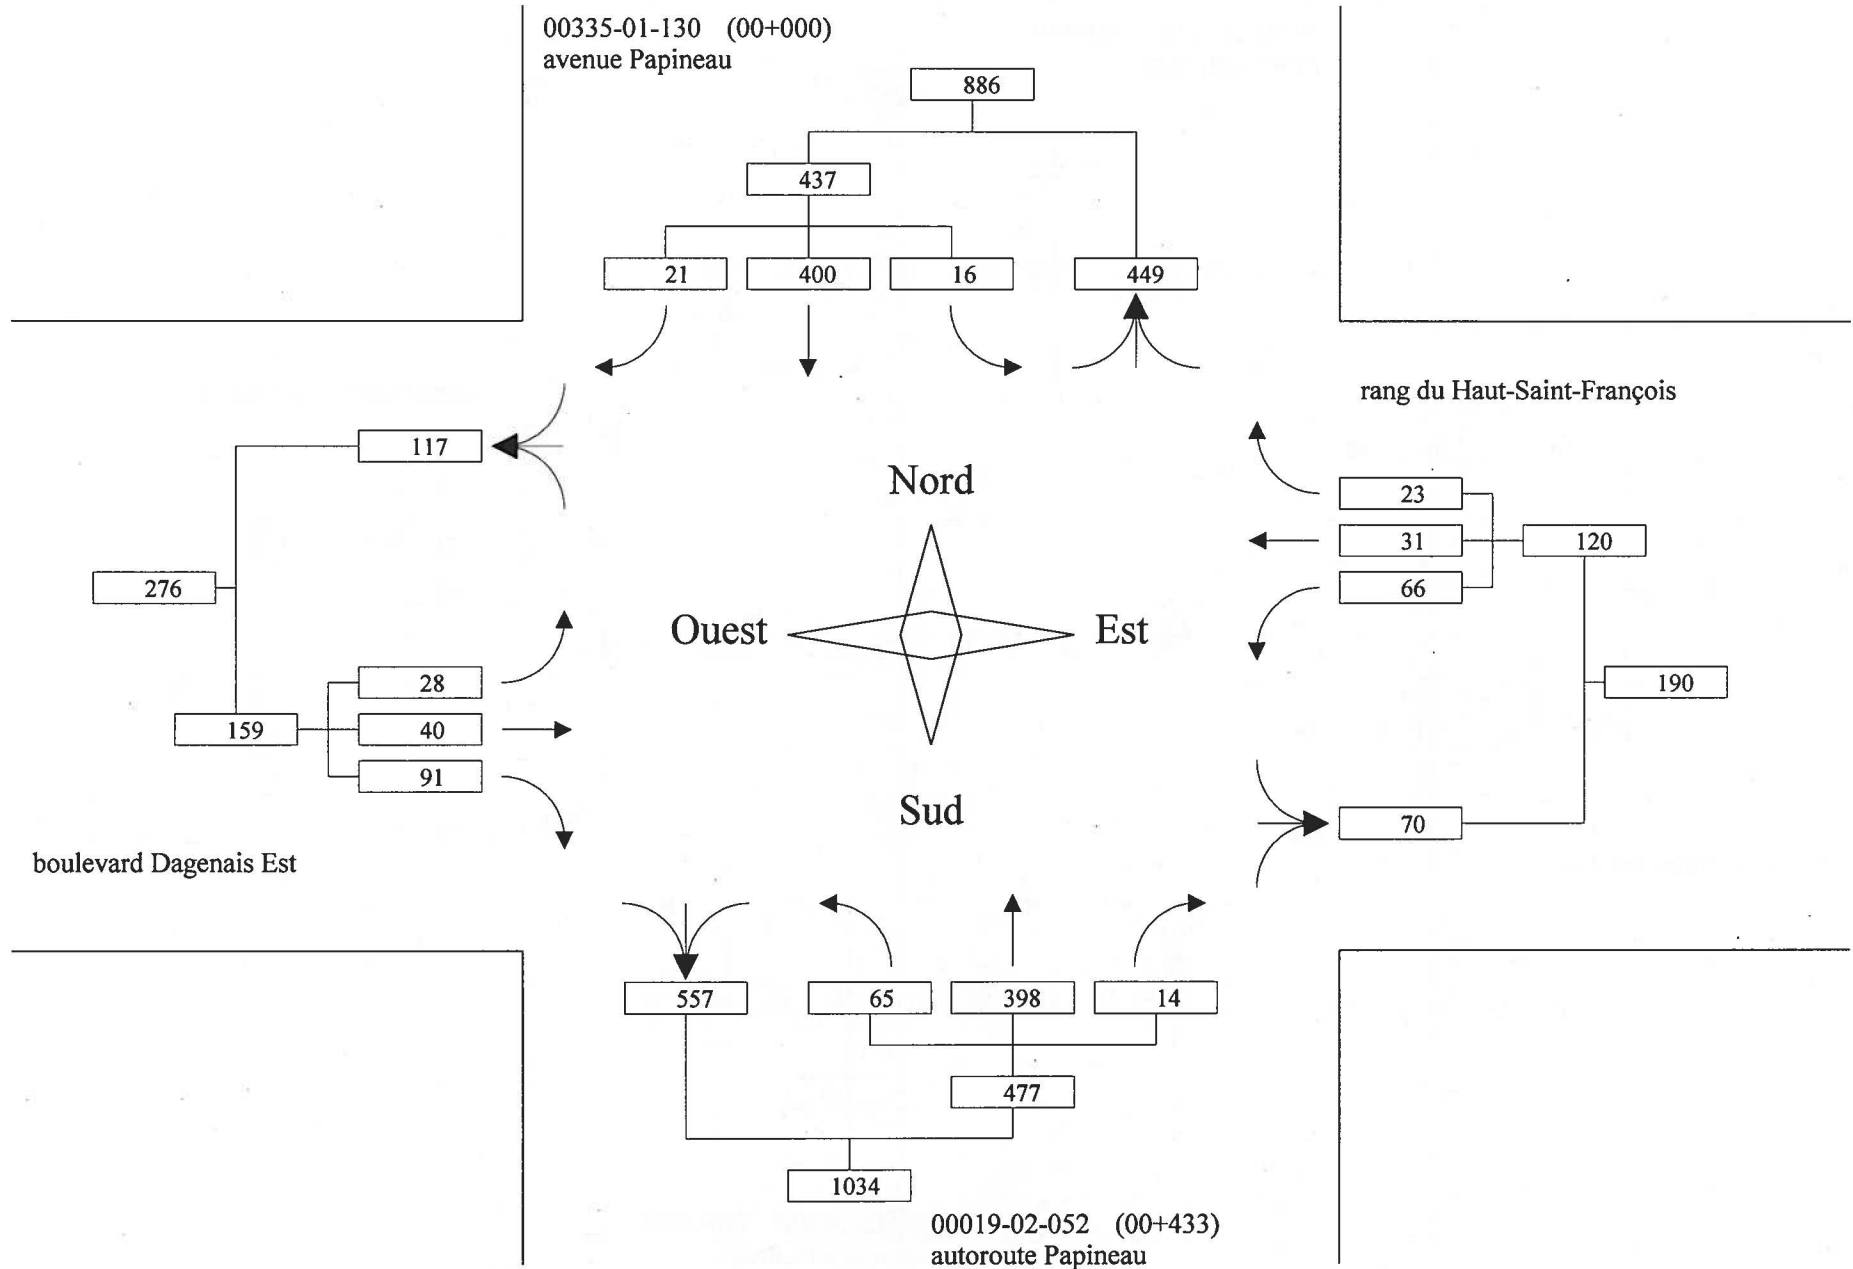 00335-01-130 (00+000)
avenue Papineau
886
437
21 400 16 449
rang du Haut-Saint-François
117
Nord
23
31 120
276
66
Ouest Est
28
190
159 40
91
Sud
70
boulevard Dagenais Est
557 65 398 14
477
1034
00019-02-052 (00+433)
autoroute Papineau